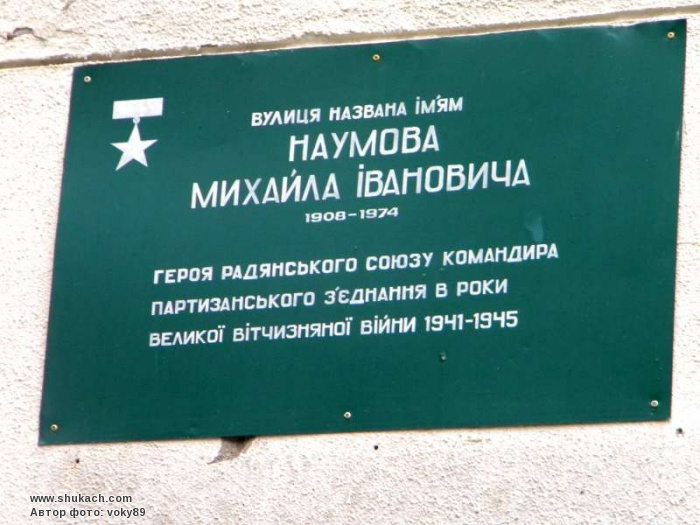 ВУЛИЦЯ НАЗВАНА ІМ'ЯМ
НАУМОВА
МИХАЙЛА ІВАНОВИЧА
1908-1974
ГЕРОЯ РАДЯНСЬКОГО СОЮЗУ КОМАНДИРА
ПАРТИЗАНСЬКОГО З'ЄДНАННЯ В РОКИ
ВЕЛИКОЇ ВІТЧИЗНЯНОЇ ВІЙНИ 1941-1945
www.shukach.com
Автор фото: voky89